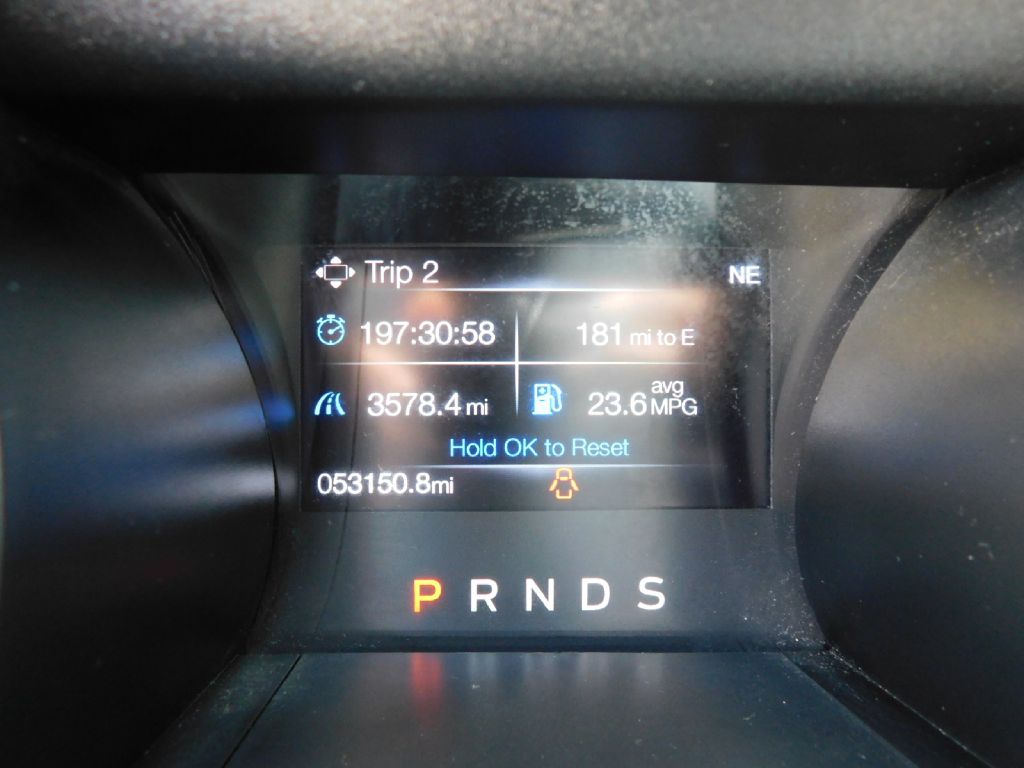 Trip 2 NE
197:30:58 181 mi to E
3578.4 mi 23.6 avg MPG
Hold OK to Reset
053150.8mi
P R N D S